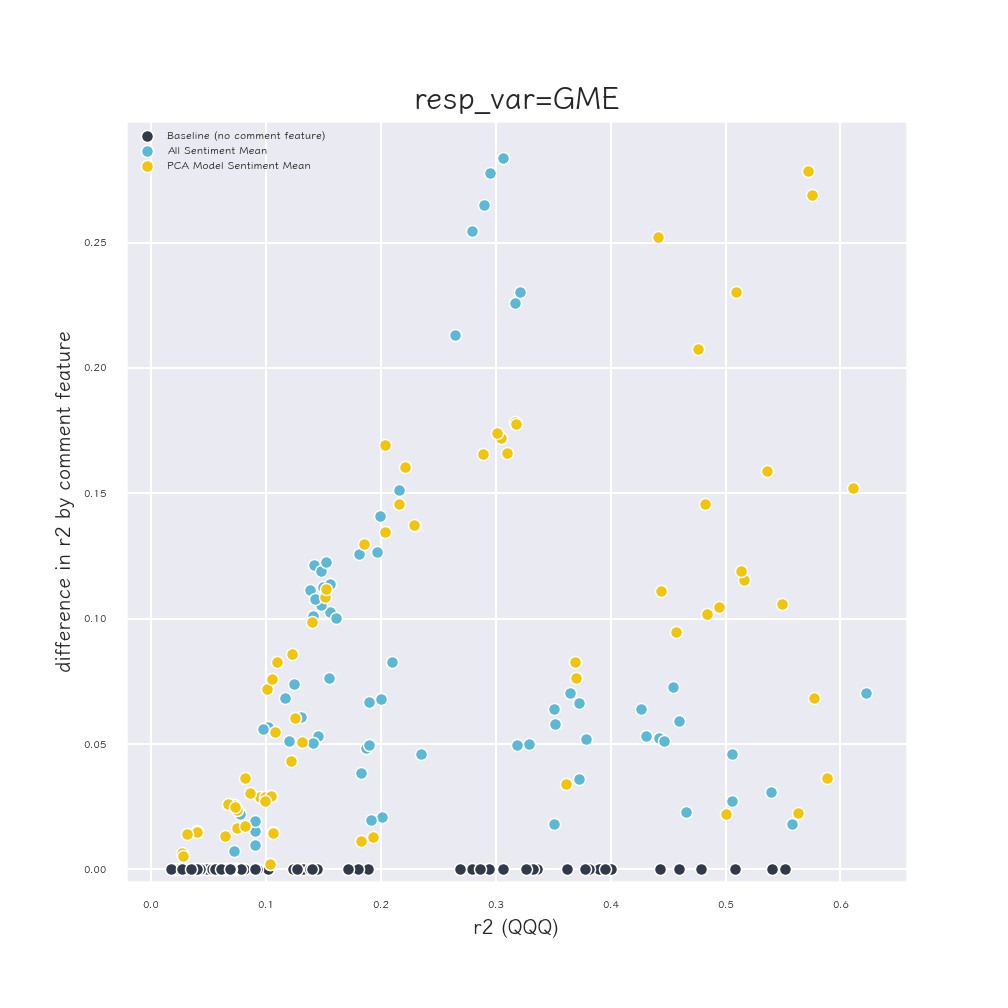 resp_var=GME
Baseline (no comment feature)
All Sentiment Mean
PCA Model Sentiment Mean
difference in r2 by comment feature
0.25
0.20
0.15
0.10
0.05
0.00
0.0 0.1 0.2 0.3 0.4 0.5 0.6
r2 (QQQ)